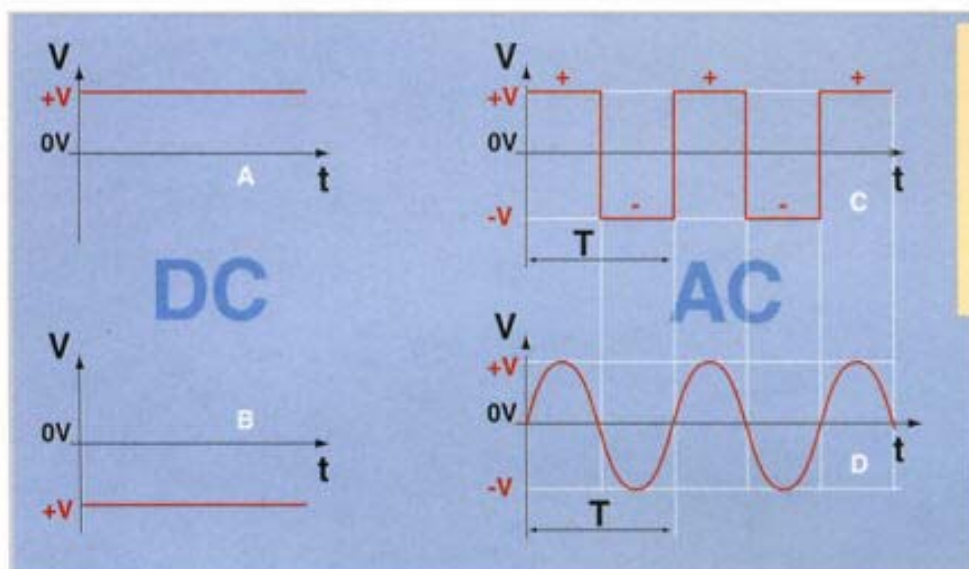 V
+V
0V
A
t
DC
V
0V
B
t
+V
V
+ + +
+V
0V
- -
C
t
-V
T
AC
V
+V
0V
D
t
-V
T